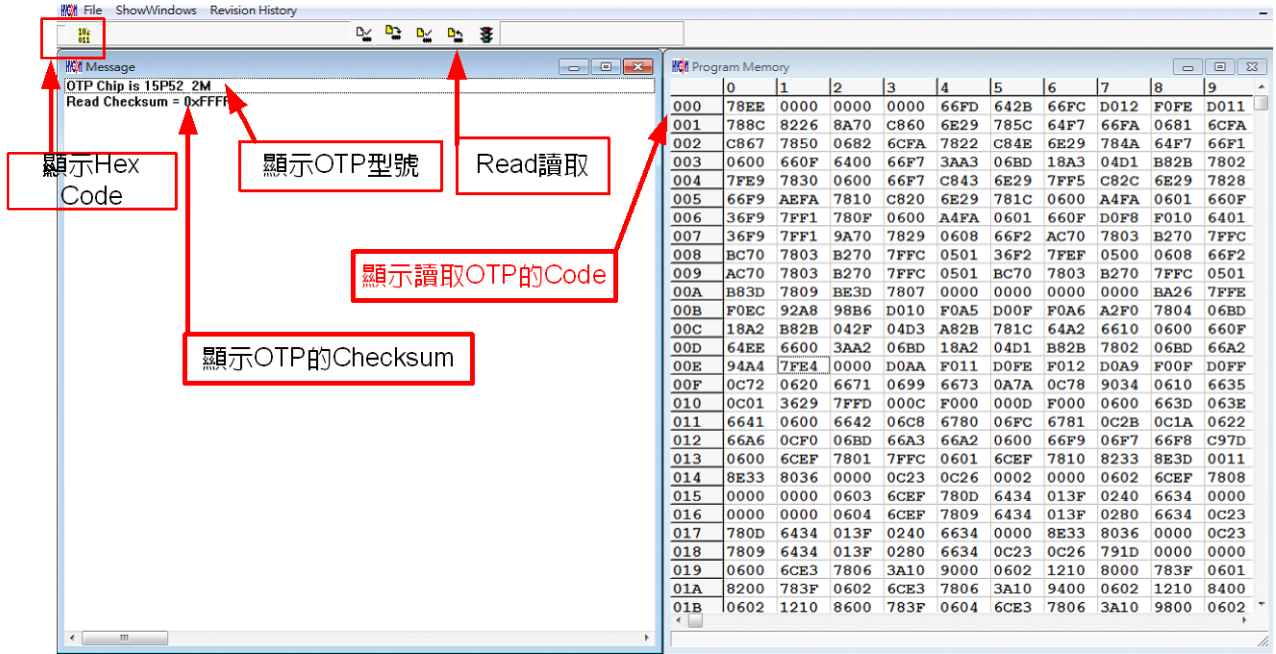 File ShowWindows Revision History
Message
OTP Chip is 15P52_2M
Read Checksum = 0xFFFF
顯示Hex Code
顯示OTP型號
Read讀取
顯示讀取OTP的Code
顯示OTP的Checksum
Program Memory
0 1 2 3 4 5 6 7 8 9
000 78EE 0000 0000 0000 66FD 642B 66FC D012 F0FE D011
001 788C 8226 8A70 C860 6E29 785C 64F7 66FA 0681 6CFA
002 C867 7850 0682 6CFA 7822 C84E 6E29 784A 64F7 66F1
003 0600 660F 6400 66F7 3AA3 06BD 18A3 04D1 B82B 7802
004 7FE9 7830 0600 66F7 C843 6E29 7FF5 C82C 6E29 7828
005 66F9 AEFA 7810 C820 6E29 781C 0600 A4FA 0601 660F
006 36F9 7FF1 780F 0600 A4FA 0601 660F D0F8 F010 6401
007 36F9 7FF1 9A70 7829 0608 66F2 AC70 7803 B270 7FFC
008 BC70 7803 B270 7FFC 0501 36F2 7FEF 0500 0608 66F2
009 AC70 7803 B270 7FFC 0501 BC70 7803 B270 7FFC 0501
00A B83D 7809 BE3D 7807 0000 0000 0000 0000 BA26 7FFE
00B F0EC 92A8 98B6 D010 F0A5 D00F F0A6 A2F0 7804 06BD
00C 18A2 B82B 042F 04D3 A82B 781C 64A2 6610 0600 660F
00D 64EE 6600 3AA2 06BD 18A2 04D1 B82B 7802 06BD 66A2
00E 94A4 7FE4 0000 D0AA F011 D0FE F012 D0A9 F00F D0FF
00F 0C72 0620 6671 0699 6673 0A7A 0C78 9034 0610 6635
010 0C01 3629 7FFD 000C F000 000D F000 0600 663D 063E
011 6641 0600 6642 06C8 6780 06FC 6781 0C2B 0C1A 0622
012 66A6 0CF0 06BD 66A3 66A2 0600 66F9 06F7 66F8 C97D
013 0600 6CEF 7801 7FFC 0601 6CEF 7810 8233 8E3D 0011
014 8E33 8036 0000 0C23 0C26 0002 0000 0602 6CEF 7808
015 0000 0000 0603 6CEF 780D 6434 013F 0240 6634 0000
016 0000 0000 0604 6CEF 7809 6434 013F 0280 6634 0C23
017 780D 6434 013F 0240 6634 0000 8E33 8036 0000 0C23
018 7809 6434 013F 0280 6634 0C23 0C26 791D 0000 0000
019 0600 6CE3 7806 3A10 9000 0602 1210 8000 783F 0601
01A 8200 783F 0602 6CE3 7806 3A10 9400 0602 1210 8400
01B 0602 1210 8600 783F 0604 6CE3 7806 3A10 9800 0602